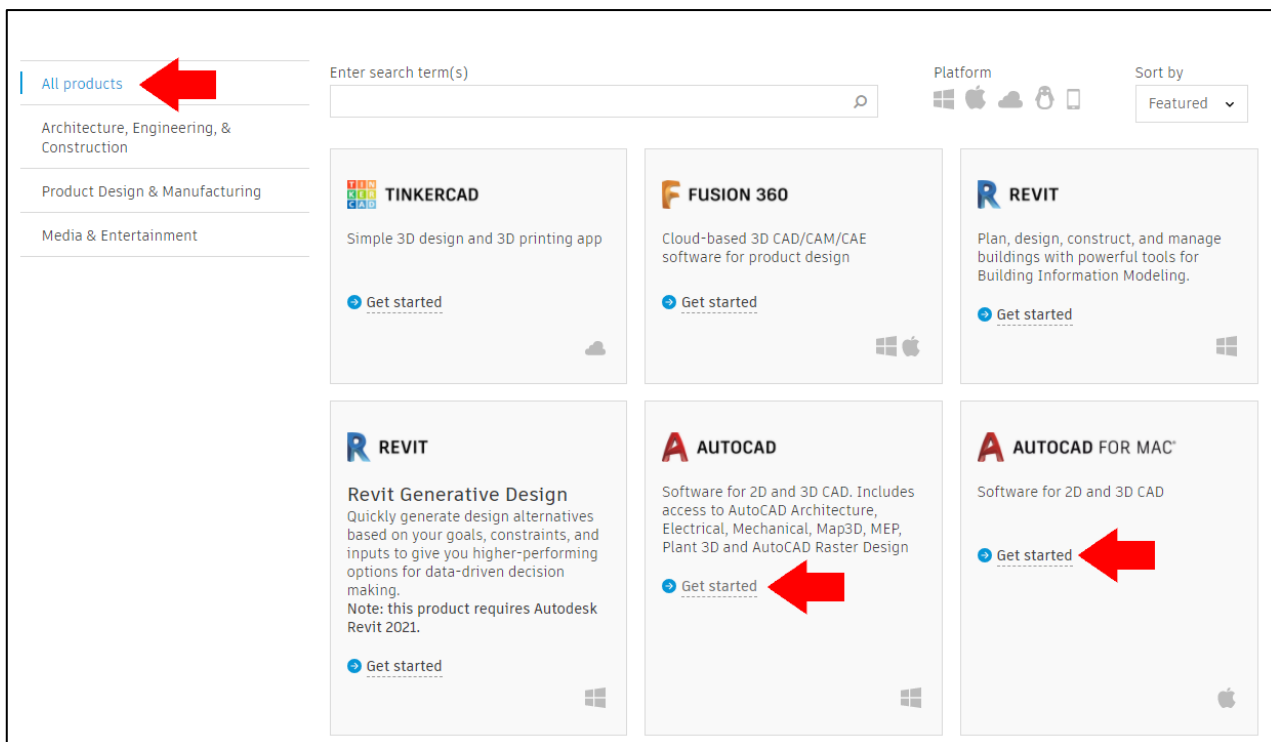 All products
Architecture, Engineering, &
Construction
Product Design & Manufacturing
Media & Entertainment
Enter search term(s)
Platform
Sort by
Featured
TIN
KER
CAD
TINKERCAD
Simple 3D design and 3D printing app
Get started
FUSION 360
Cloud-based 3D CAD/CAM/CAE
software for product design
Get started
REVIT
Plan, design, construct, and manage
buildings with powerful tools for
Building Information Modeling.
Get started
REVIT
Revit Generative Design
Quickly generate design alternatives
based on your goals, constraints, and
inputs to give you higher-performing
options for data-driven decision
making.
Note: this product requires Autodesk
Revit 2021.
Get started
AUTOCAD
Software for 2D and 3D CAD. Includes
access to AutoCAD Architecture,
Electrical, Mechanical, Map3D, MEP,
Plant 3D and AutoCAD Raster Design
Get started
AUTOCAD FOR MAC®
Software for 2D and 3D CAD
Get started